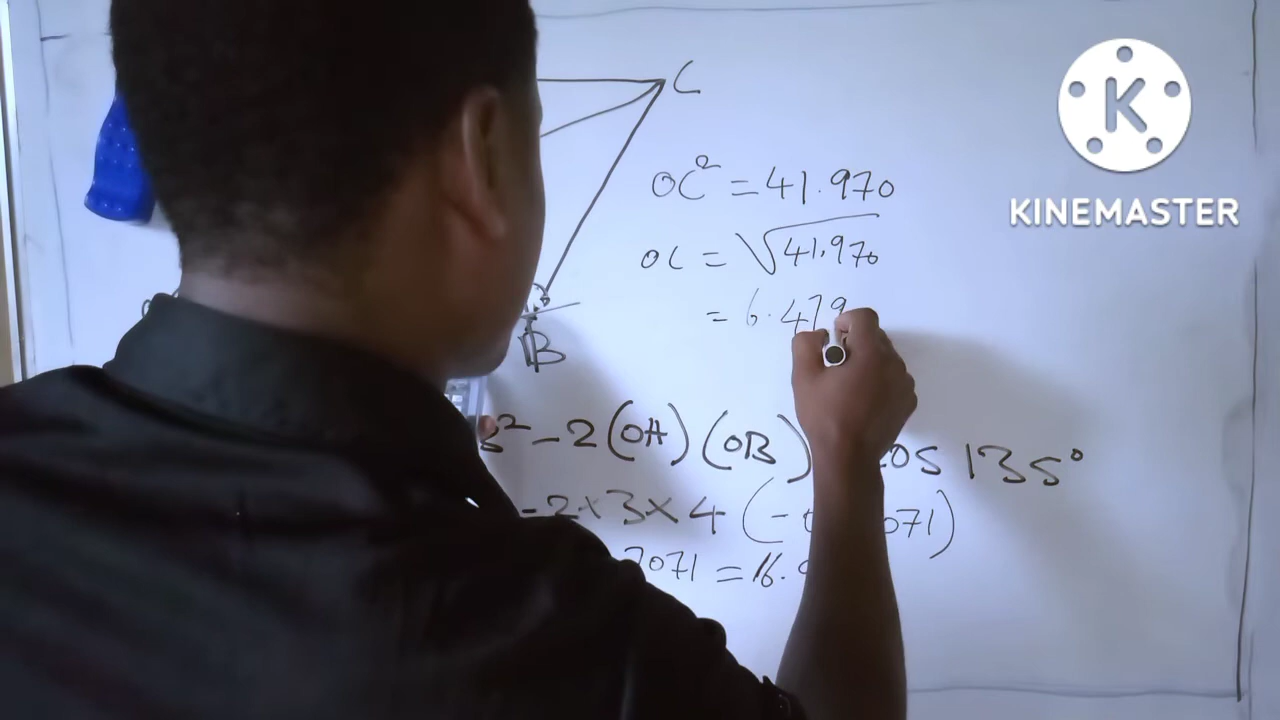 C
OC² = 41.970
OC = √41.970
= 6.479
B
² - 2(OA)(OB) cos 135°
-2×3×4(-0.7071)
7071 = 16.9
K
KINEMASTER